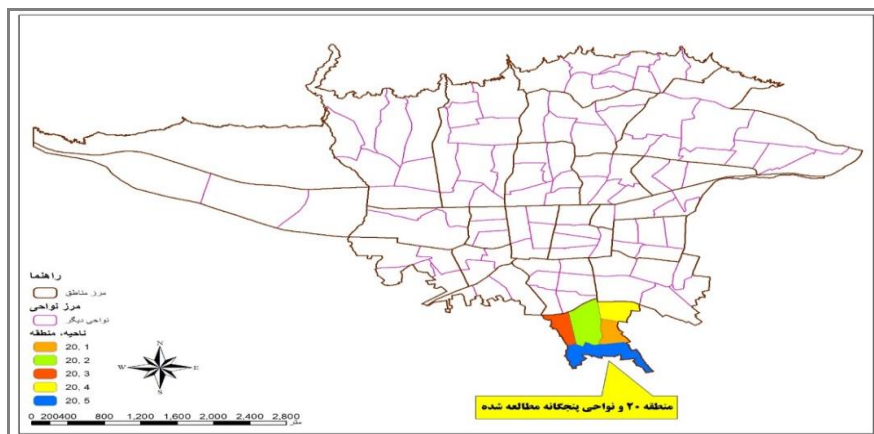 راهنما
مرز مناطق
مرز نواحی
نواحی دیگر
ناحیه، منطقه
20, 1
20, 2
20, 3
20, 4
20, 5
N
W
E
S
0 200400 800 1,200 1,600 2,000 2,400 2,800
متر
منطقه ۲۰ و نواحی پنجگانه مطالعه شده